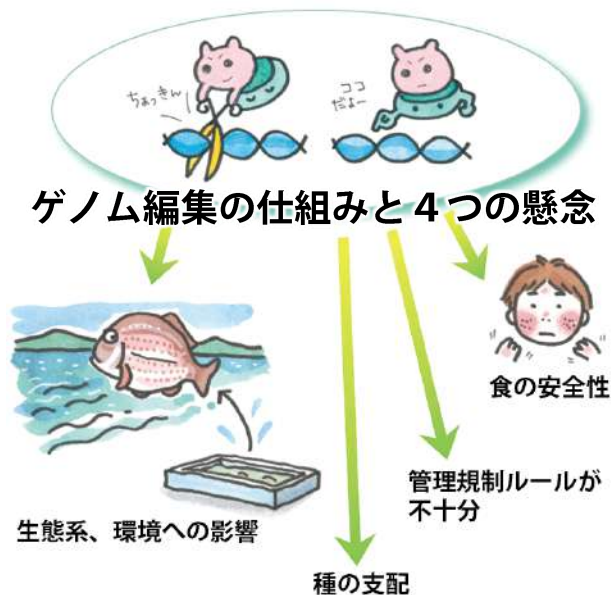 ちょっきん
ココ
だよー
ゲノム編集の仕組みと４つの懸念
食の安全性
管理規制ルールが
不十分
生態系、環境への影響
種の支配